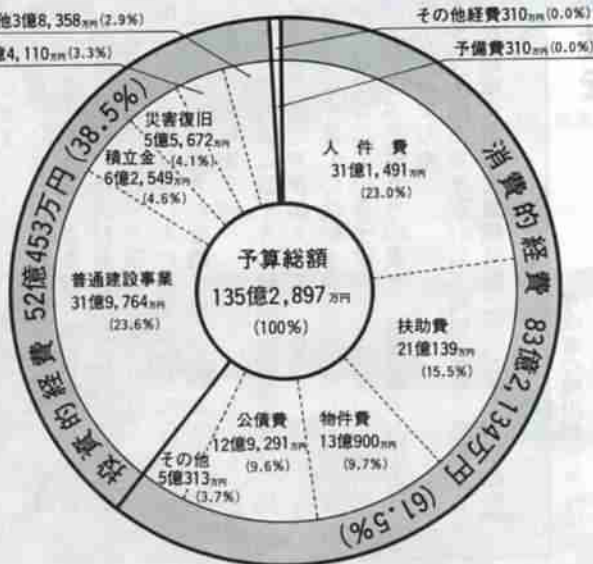 他3億8,358万円(2.9%)
億4,110万円(3.3%)
その他経費310万円(0.0%)
予備費310万円(0.0%)
災害復旧
5億5,672万円
(4.1%)
積立金
6億2,549万円
(4.6%)
人件費
31億1,491万円
(23.0%)
予算総額
135億2,897万円
(100%)
普通建設事業
31億9,764万円
(23.6%)
扶助費
21億139万円
(15.5%)
公債費
12億9,291万円
(9.6%)
物件費
13億900万円
(9.7%)
その他
5億313万円
(3.7%)
投資的経費 52億453万円(38.5%)
消費的経費 83億2,134万円(61.5%)